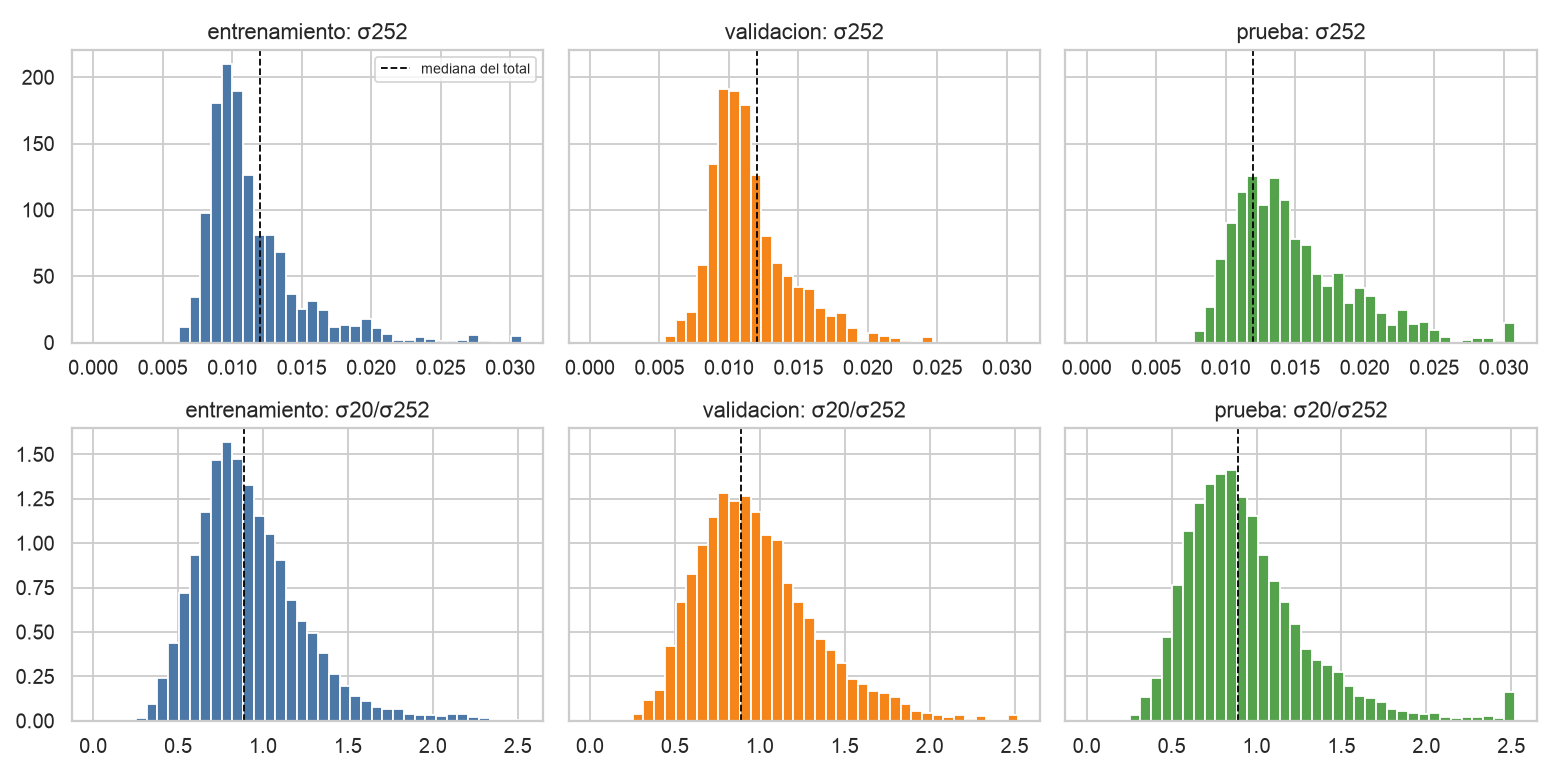 entrenamiento: σ252
validacion: σ252
prueba: σ252
mediana del total
200
150
100
50
0
0.000 0.005 0.010 0.015 0.020 0.025 0.030
0.000 0.005 0.010 0.015 0.020 0.025 0.030
0.000 0.005 0.010 0.015 0.020 0.025 0.030
entrenamiento: σ20/σ252
validacion: σ20/σ252
prueba: σ20/σ252
1.50
1.25
1.00
0.75
0.50
0.25
0.00
0.0 0.5 1.0 1.5 2.0 2.5
0.0 0.5 1.0 1.5 2.0 2.5
0.0 0.5 1.0 1.5 2.0 2.5